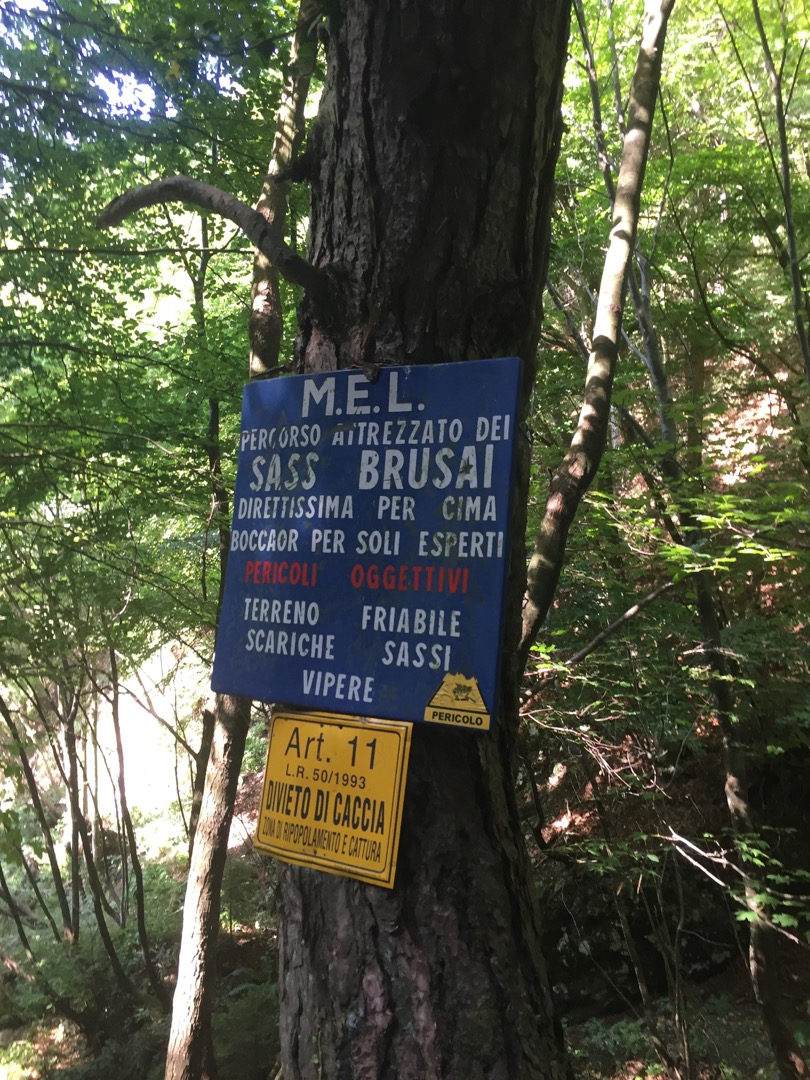 M.E.L.
PERCORSO ATTREZZATO DEI
SASS BRUSAI
DIRETTISSIMA PER CIMA
BOCCAOR PER SOLI ESPERTI
PERICOLI OGGETTIVI
TERRENO FRIABILE
SCARICHE SASSI
VIPERE
PERICOLO
Art. 11
L.R. 50/1993
DIVIETO DI CACCIA
ZONA DI RIPOPOLAMENTO E CATTURA